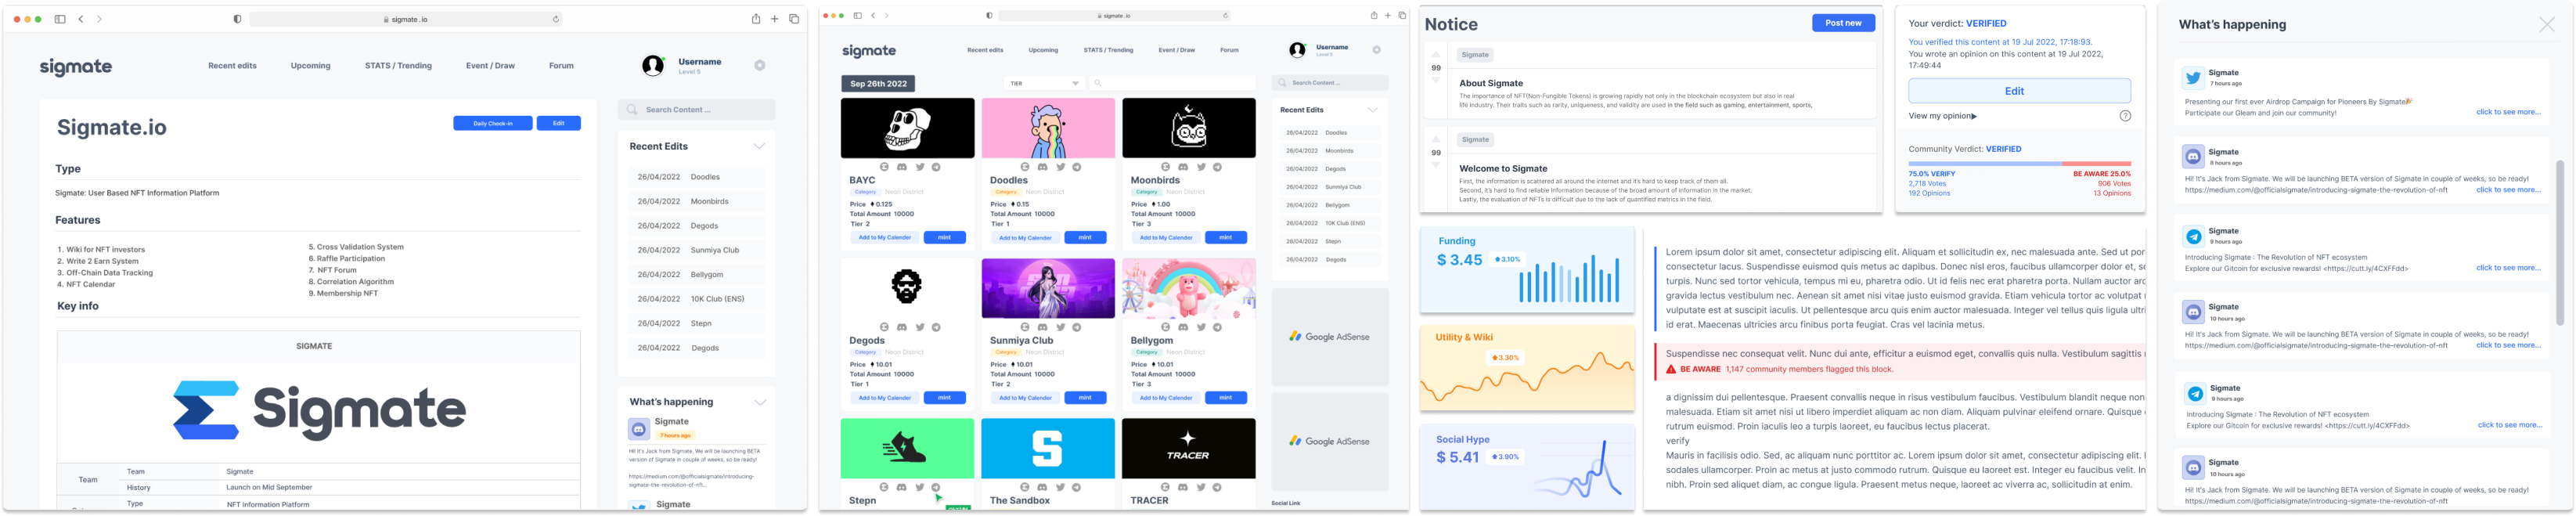 sigmate.io
sigmate
Recent edits
Upcoming
STATS / Trending
Event / Draw
Forum
Username
Level 5
Sigmate.io
Daily Check-in
Edit
Type
Sigmate: User Based NFT Information Platform
Features
1. Wiki for NFT investors
2. Write 2 Earn System
3. Off-Chain Data Tracking
4. NFT Calendar
5. Cross Validation System
6. Raffle Participation
7. NFT Forum
8. Correlation Algorithm
9. Membership NFT
Key info
SIGMATE
Sigmate
Team
Team
Sigmate
History
Launch on Mid September
Type
NFT Information Platform
Search Content ...
Recent Edits
26/04/2022 Doodles
26/04/2022 Moonbirds
26/04/2022 Degods
26/04/2022 Sunmiya Club
26/04/2022 Bellygom
26/04/2022 10K Club (ENS)
26/04/2022 Stepn
26/04/2022 Degods
What's happening
Sigmate
7 hours ago
Hi! It's Jack from Sigmate. We will be launching BETA
version of Sigmate in couple of weeks, so be ready!
https://medium.com/@officialsigmate/introducing-
sigmate-the-revolution-of-nft...
Sigmate
sigmate.io
sigmate
Recent edits
Upcoming
STATS / Trending
Event / Draw
Forum
Username
Level 5
Sep 26th 2022
TIER
BAYC
Category Neon District
Price 0.125
Total Amount 10000
Tier 2
Add to My Calender
mint
Doodles
Category Neon District
Price 0.15
Total Amount 10000
Tier 1
Add to My Calender
mint
Moonbirds
Category Neon District
Price 1.00
Total Amount 10000
Tier 2
Add to My Calender
mint
Degods
Category Neon District
Price 10.01
Total Amount 10000
Tier 1
Add to My Calender
mint
Sunmiya Club
Category Neon District
Price 10.01
Total Amount 10000
Tier 2
Add to My Calender
mint
Bellygom
Category Neon District
Price 10.01
Total Amount 10000
Tier 3
Add to My Calender
mint
Stepn
The Sandbox
TRACER
TRACER
Search Content ...
Recent Edits
26/04/2022 Doodles
26/04/2022 Moonbirds
26/04/2022 Degods
26/04/2022 Sunmiya Club
26/04/2022 Bellygom
26/04/2022 10K Club (ENS)
26/04/2022 Stepn
26/04/2022 Degods
Google AdSense
Google AdSense
Social Link
Notice
Post new
99
Sigmate
About Sigmate
The importance of NFT(Non-Fungible Tokens) is growing rapidly not only in the blockchain ecosystem but also in real
life industry. Their traits such as rarity, uniqueness, and validity are used in the field such as gaming, entertainment, sports,
99
Sigmate
Welcome to Sigmate
First, the information is scattered all around the internet and it's hard to keep track of them all.
Second, it's hard to find reliable information because of the broad amount of information in the market.
Lastly, the evaluation of NFTs is difficult due to the lack of quantified metrics in the field.
Your verdict: VERIFIED
You verified this content at 19 Jul 2022, 17:18:93.
You wrote an opinion on this content at 19 Jul 2022,
17:49:44
Edit
View my opinion▶
?
Community Verdict: VERIFIED
75.0% VERIFY
BE AWARE 25.0%
2,718 Votes
906 Votes
192 Opinions
13 Opinions
Funding
$ 3.45
3.10%
Utility & Wiki
3.30%
Social Hype
$ 5.41
3.90%
Lorem ipsum dolor sit amet, consectetur adipiscing elit. Aliquam et sollicitudin ex, nec malesuada ante. Sed ut por
consectetur lacus. Suspendisse euismod quis metus ac dapibus. Donec nisl eros, faucibus ullamcorper dolor et, sc
turpis. Nunc sed tortor vehicula, tempus mi eu, pharetra odio. Ut id felis nec erat pharetra porta. Nullam auctor arc
gravida lectus vestibulum nec. Aenean sit amet nisi vitae justo euismod gravida. Etiam vehicula tortor ac volutpat
vulputate est at suscipit iaculis. Ut pellentesque arcu quis enim auctor malesuada. Integer vel tellus quis ligula ultri
id erat. Maecenas ultricies arcu finibus porta feugiat. Cras vel lacinia metus.
Suspendisse nec consequat velit. Nunc dui ante, efficitur a euismod eget, convallis quis nulla. Vestibulum sagittis
BE AWARE 1,147 community members flagged this block.
a dignissim dui pellentesque. Praesent convallis neque in risus vestibulum faucibus. Vestibulum blandit neque non
malesuada. Etiam sit amet nisi ut libero imperdiet aliquam ac non diam. Aliquam pulvinar eleifend ornare. Quisque
rutrum euismod. Proin iaculis leo a turpis laoreet, eu faucibus lectus placerat.
verify
Mauris in facilisis odio. Sed, ac aliquam nunc porttitor ac. Lorem ipsum dolor sit amet, consectetur adipiscing elit.
sodales ullamcorper. Proin ac metus at justo commodo rutrum. Quisque eu laoreet est. Integer eu faucibus velit. In
nibh. Proin sed aliquet diam, ac congue ligula. Praesent metus neque, laoreet ac viverra ac, sollicitudin at enim.
What's happening
Sigmate
7 hours ago
Presenting our first ever Airdrop Campaign for Pioneers By Sigmate🎉
Participate our Gleam and join our community!
click to see more...
Sigmate
8 hours ago
Hi! It's Jack from Sigmate. We will be launching BETA version of Sigmate in couple of weeks, so be ready!
https://medium.com/@officialsigmate/introducing-sigmate-the-revolution-of-nft
click to see more...
Sigmate
9 hours ago
Introducing Sigmate : The Revolution of NFT ecosystem
Explore our Gitcoin for exclusive rewards! <https://cutt.ly/4CXFFdd>
click to see more...
Sigmate
10 hours ago
Hi! It's Jack from Sigmate. We will be launching BETA version of Sigmate in couple of weeks, so be ready!
https://medium.com/@officialsigmate/introducing-sigmate-the-revolution-of-nft
click to see more...
Sigmate
9 hours ago
Introducing Sigmate : The Revolution of NFT ecosystem
Explore our Gitcoin for exclusive rewards! <https://cutt.ly/4CXFFdd>
click to see more...
Sigmate
10 hours ago
Hi! It's Jack from Sigmate. We will be launching BETA version of Sigmate in couple of weeks, so be ready!
https://medium.com/@officialsigmate/introducing-sigmate-the-revolution-of-nft
click to see more...